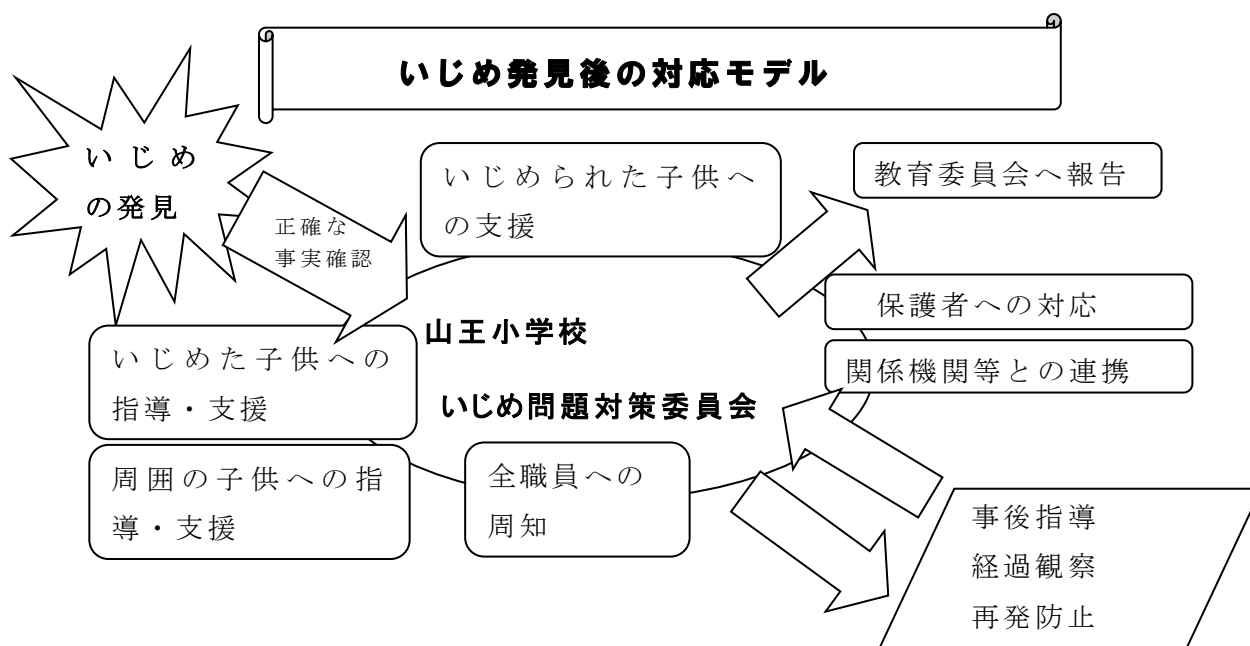 いじめ発見後の対応モデル
いじめ
の発見
正確な
事実確認
いじめられた子供へ
の支援
教育委員会へ報告
保護者への対応
関係機関等との連携
山王小学校
いじめ問題対策委員会
いじめた子供への
指導・支援
周囲の子供への指
導・支援
全職員への
周知
事後指導
経過観察
再発防止